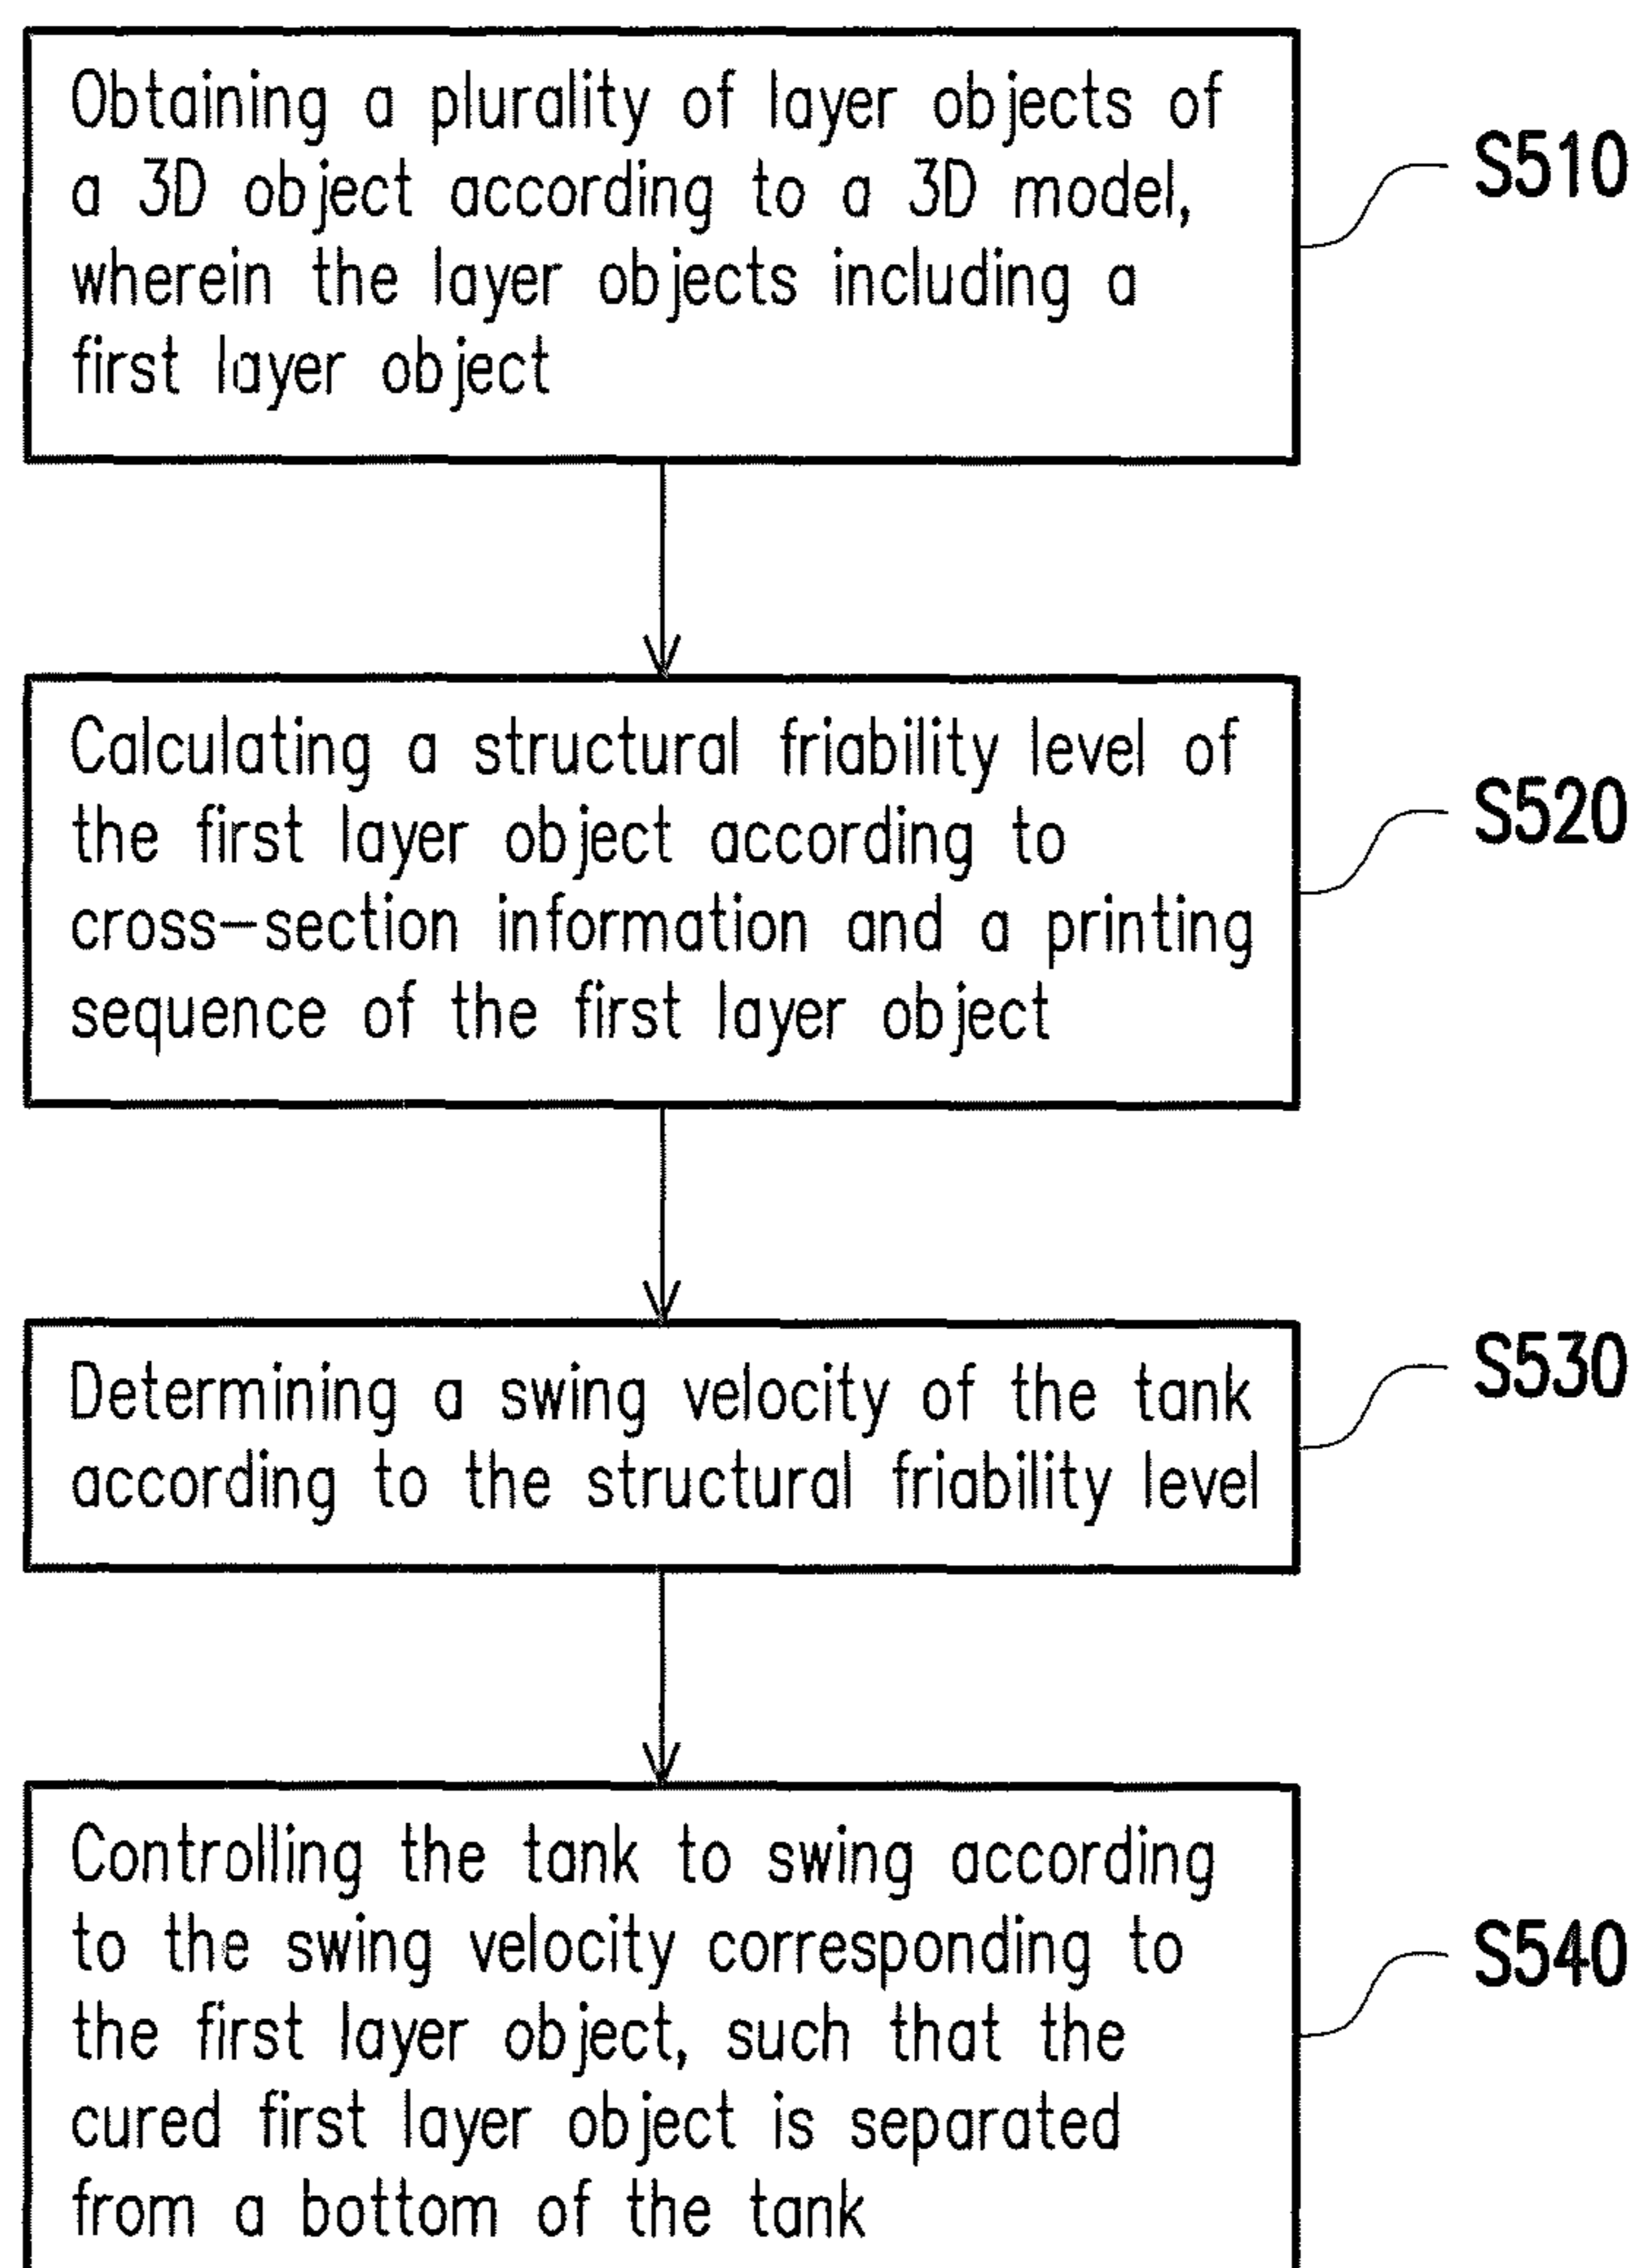 Obtaining a plurality of layer objects of
a 3D object according to a 3D model,
wherein the layer objects including a
first layer object
S510
Calculating a structural friability level of
the first layer object according to
cross-section information and a printing
sequence of the first layer object
S520
Determining a swing velocity of the tank
according to the structural friability level
S530
Controlling the tank to swing according
to the swing velocity corresponding to
the first layer object, such that the
cured first layer object is separated
from a bottom of the tank
S540